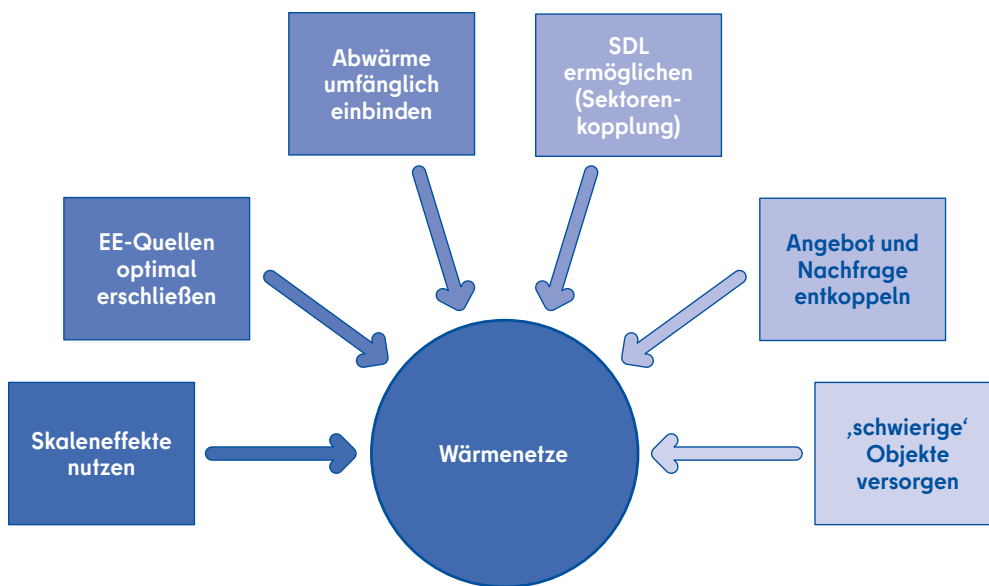 Abwärme
umfänglich
einbinden
SDL
ermöglichen
(Sektoren-
kopplung)
EE-Quellen
optimal
erschließen
Angebot und
Nachfrage
entkoppeln
Skaleneffekte
nutzen
Wärmenetze
‚schwierige‘
Objekte
versorgen